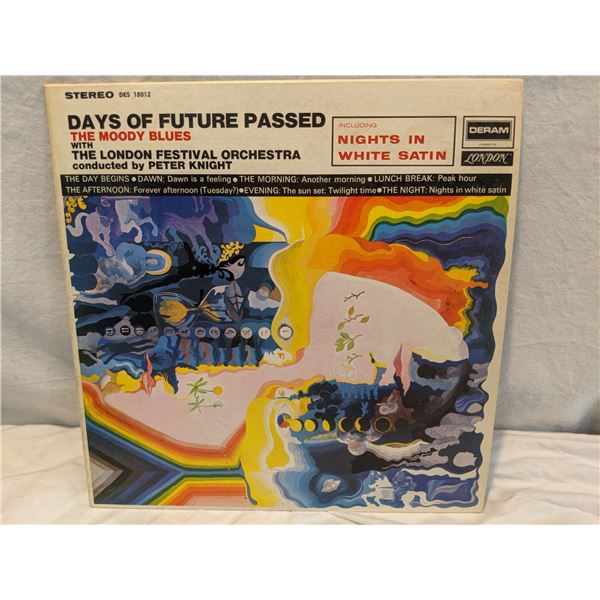 STEREO DES 18012
DAYS OF FUTURE PASSED
THE MOODY BLUES
WITH
THE LONDON FESTIVAL ORCHESTRA
conducted by PETER KNIGHT
INCLUDING
NIGHTS IN
WHITE SATIN
DERAM
LONDON
THE DAY BEGINS ● DAWN: Dawn is a feeling ● THE MORNING: Another morning ● LUNCH BREAK: Peak hour
THE AFTERNOON: Forever afternoon (Tuesday?) ● EVENING: The sun set: Twilight time ● THE NIGHT: Nights in white satin